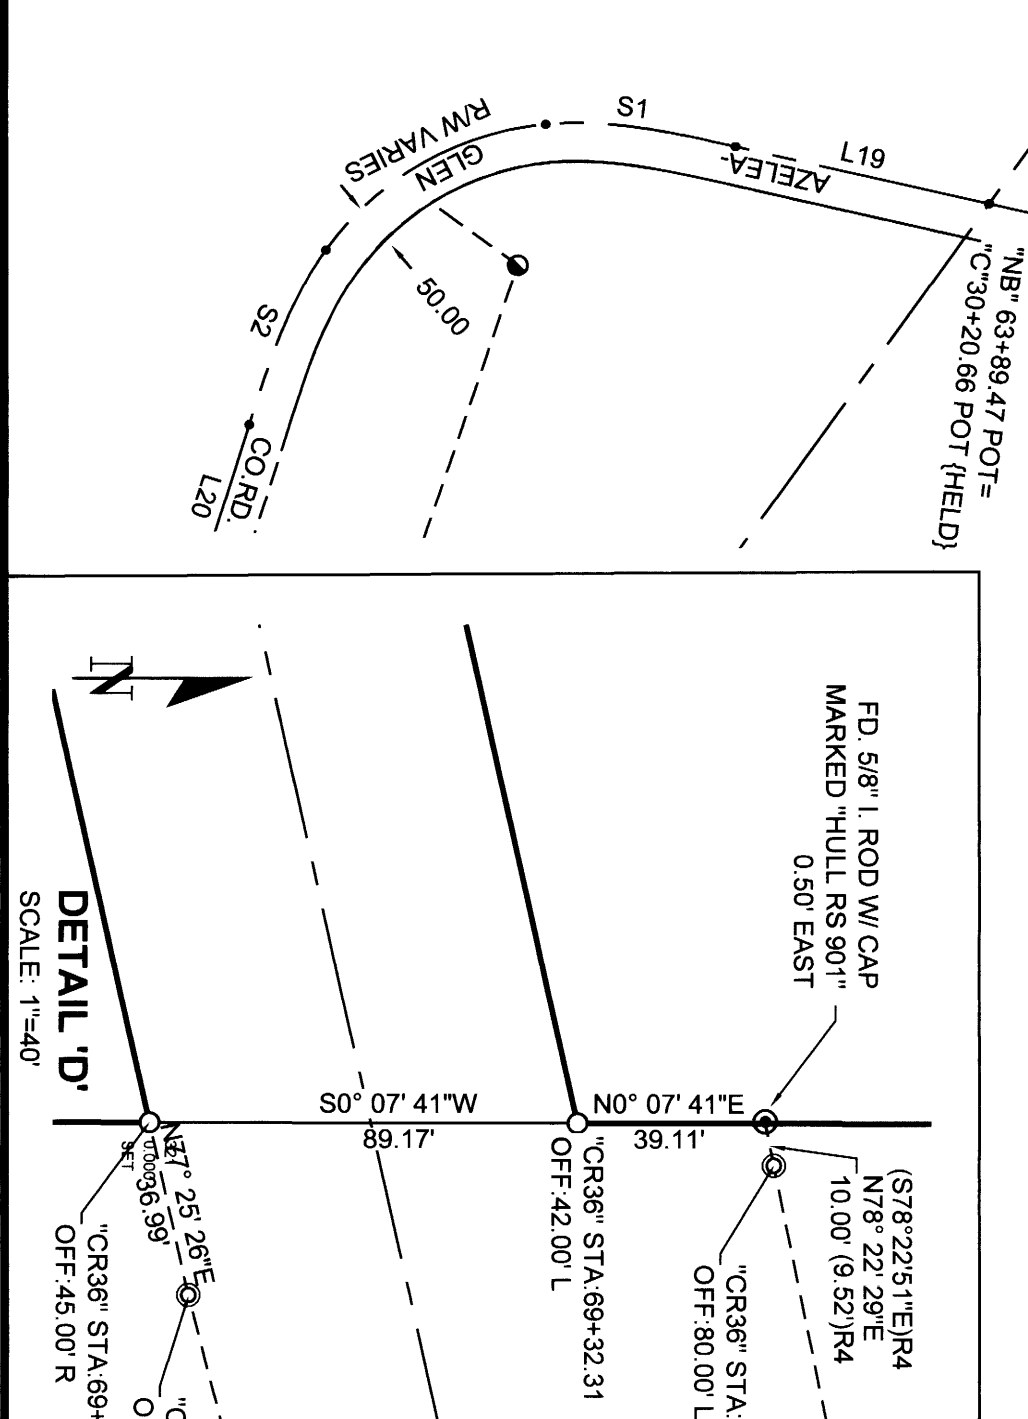 S1
L19
R/W VARIES
GLEN
AZELEA
50.00
S2
CO.RD.
L20
"NB" 63+89.47 POT=
"C"30+20.66 POT {HELD}
N
FD. 5/8" I. ROD W/ CAP
MARKED "HULL RS 901"
0.50' EAST
DETAIL 'D'
SCALE: 1"=40'
S0° 07' 41"W
89.17'
N0° 07' 41"E
39.11'
"CR36" STA:69+32.31
OFF:42.00' L
(S78°22'51"E)R4
N78° 22' 29"E
10.00' (9.52')R4
"CR36" STA:
OFF:80.00' L
N77° 25' 26"E
36.99'
"CR36" STA:69+
OFF:45.00' R